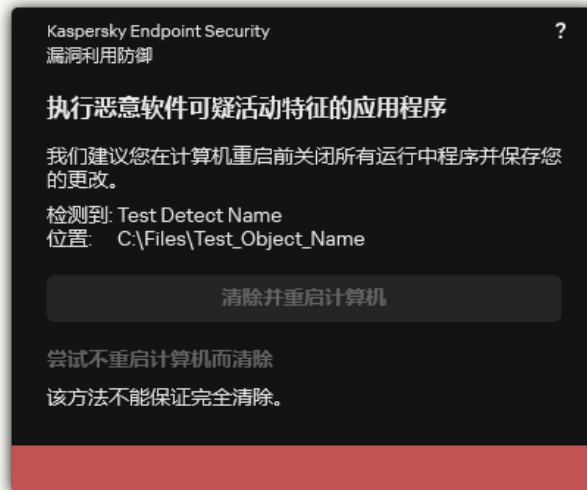 Kaspersky Endpoint Security
?
漏洞利用防御
执行恶意软件可疑活动特征的应用程序
我们建议您在计算机重启前关闭所有运行中程序并保存您
的更改。
检测到: Test Detect Name
位置: C:\Files\Test_Object_Name
清除并重启计算机
尝试不重启计算机而清除
该方法不能保证完全清除。